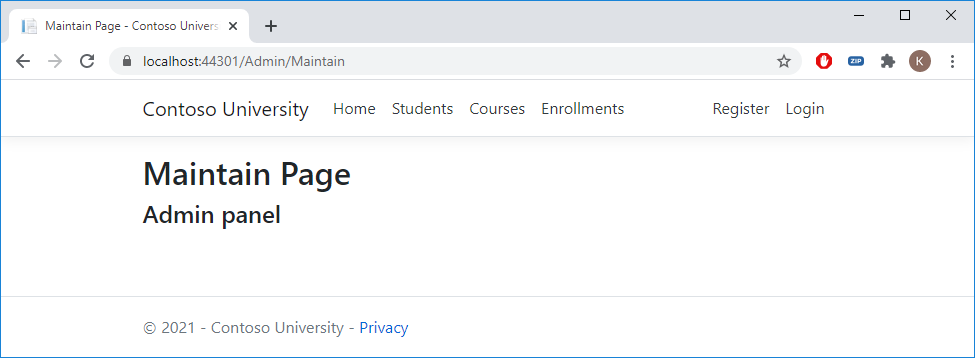 Maintain Page - Contoso Univers
localhost:44301/Admin/Maintain
ZIP
K
Contoso University Home Students Courses Enrollments Register Login
Maintain Page
Admin panel
© 2021 - Contoso University - Privacy